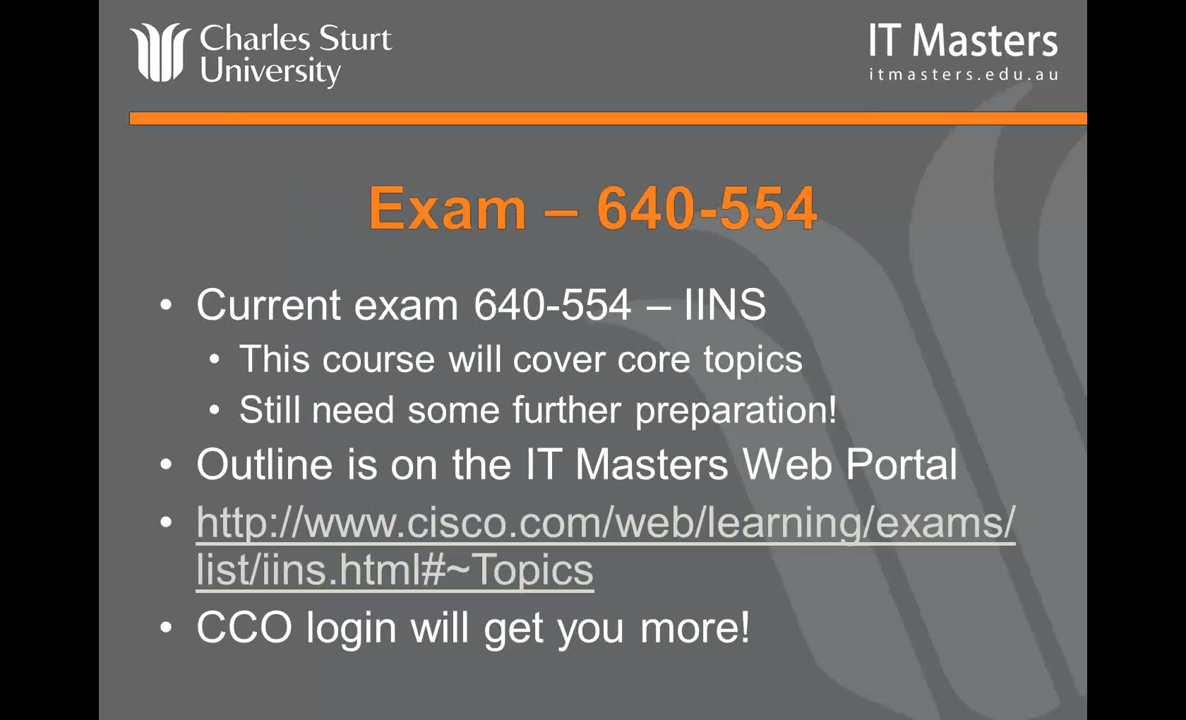 Charles Sturt
University
IT Masters
itmasters.edu.au
Exam – 640-554
• Current exam 640-554 – IINS
• This course will cover core topics
• Still need some further preparation!
• Outline is on the IT Masters Web Portal
• http://www.cisco.com/web/learning/exams/
list/iins.html#~Topics
• CCO login will get you more!